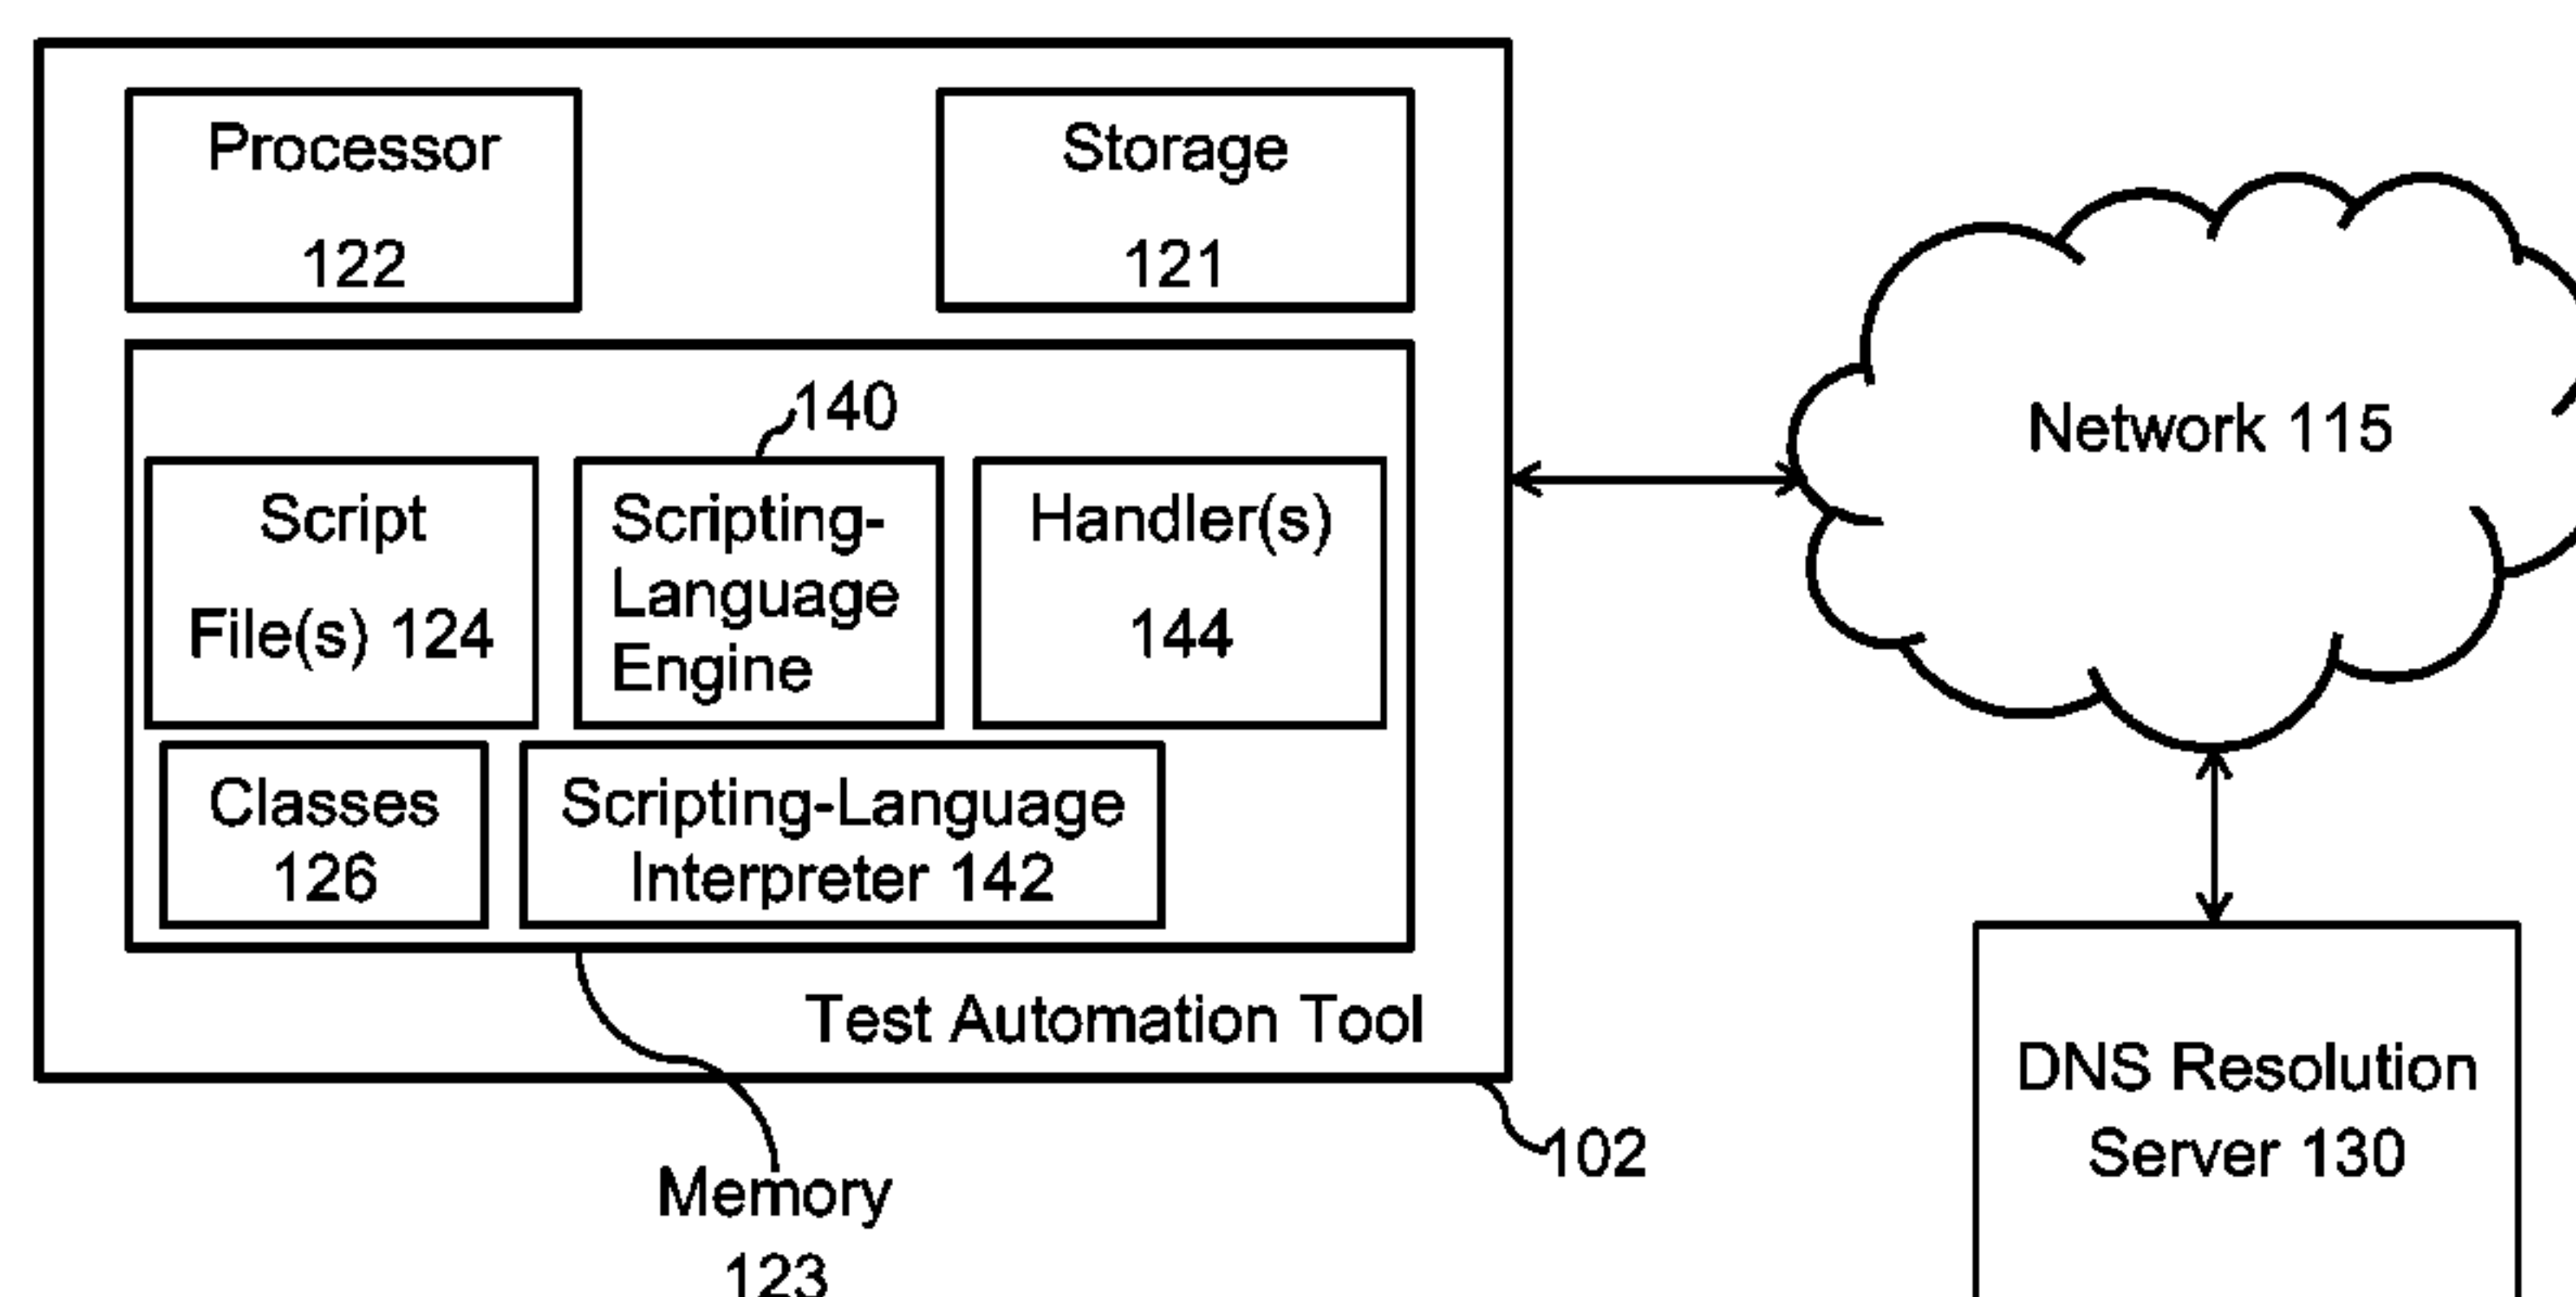 Processor
122
Storage
121
140
Script
File(s) 124
Scripting-
Language
Engine
Handler(s)
144
Classes
126
Scripting-Language
Interpreter 142
Test Automation Tool
102
Memory
123
Network 115
DNS Resolution
Server 130